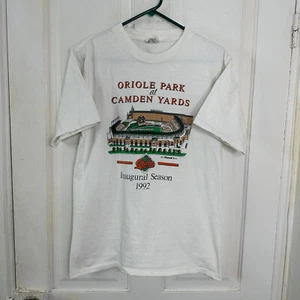 ORIOLE PARK
at
CAMDEN YARDS
Inaugural Season
1992